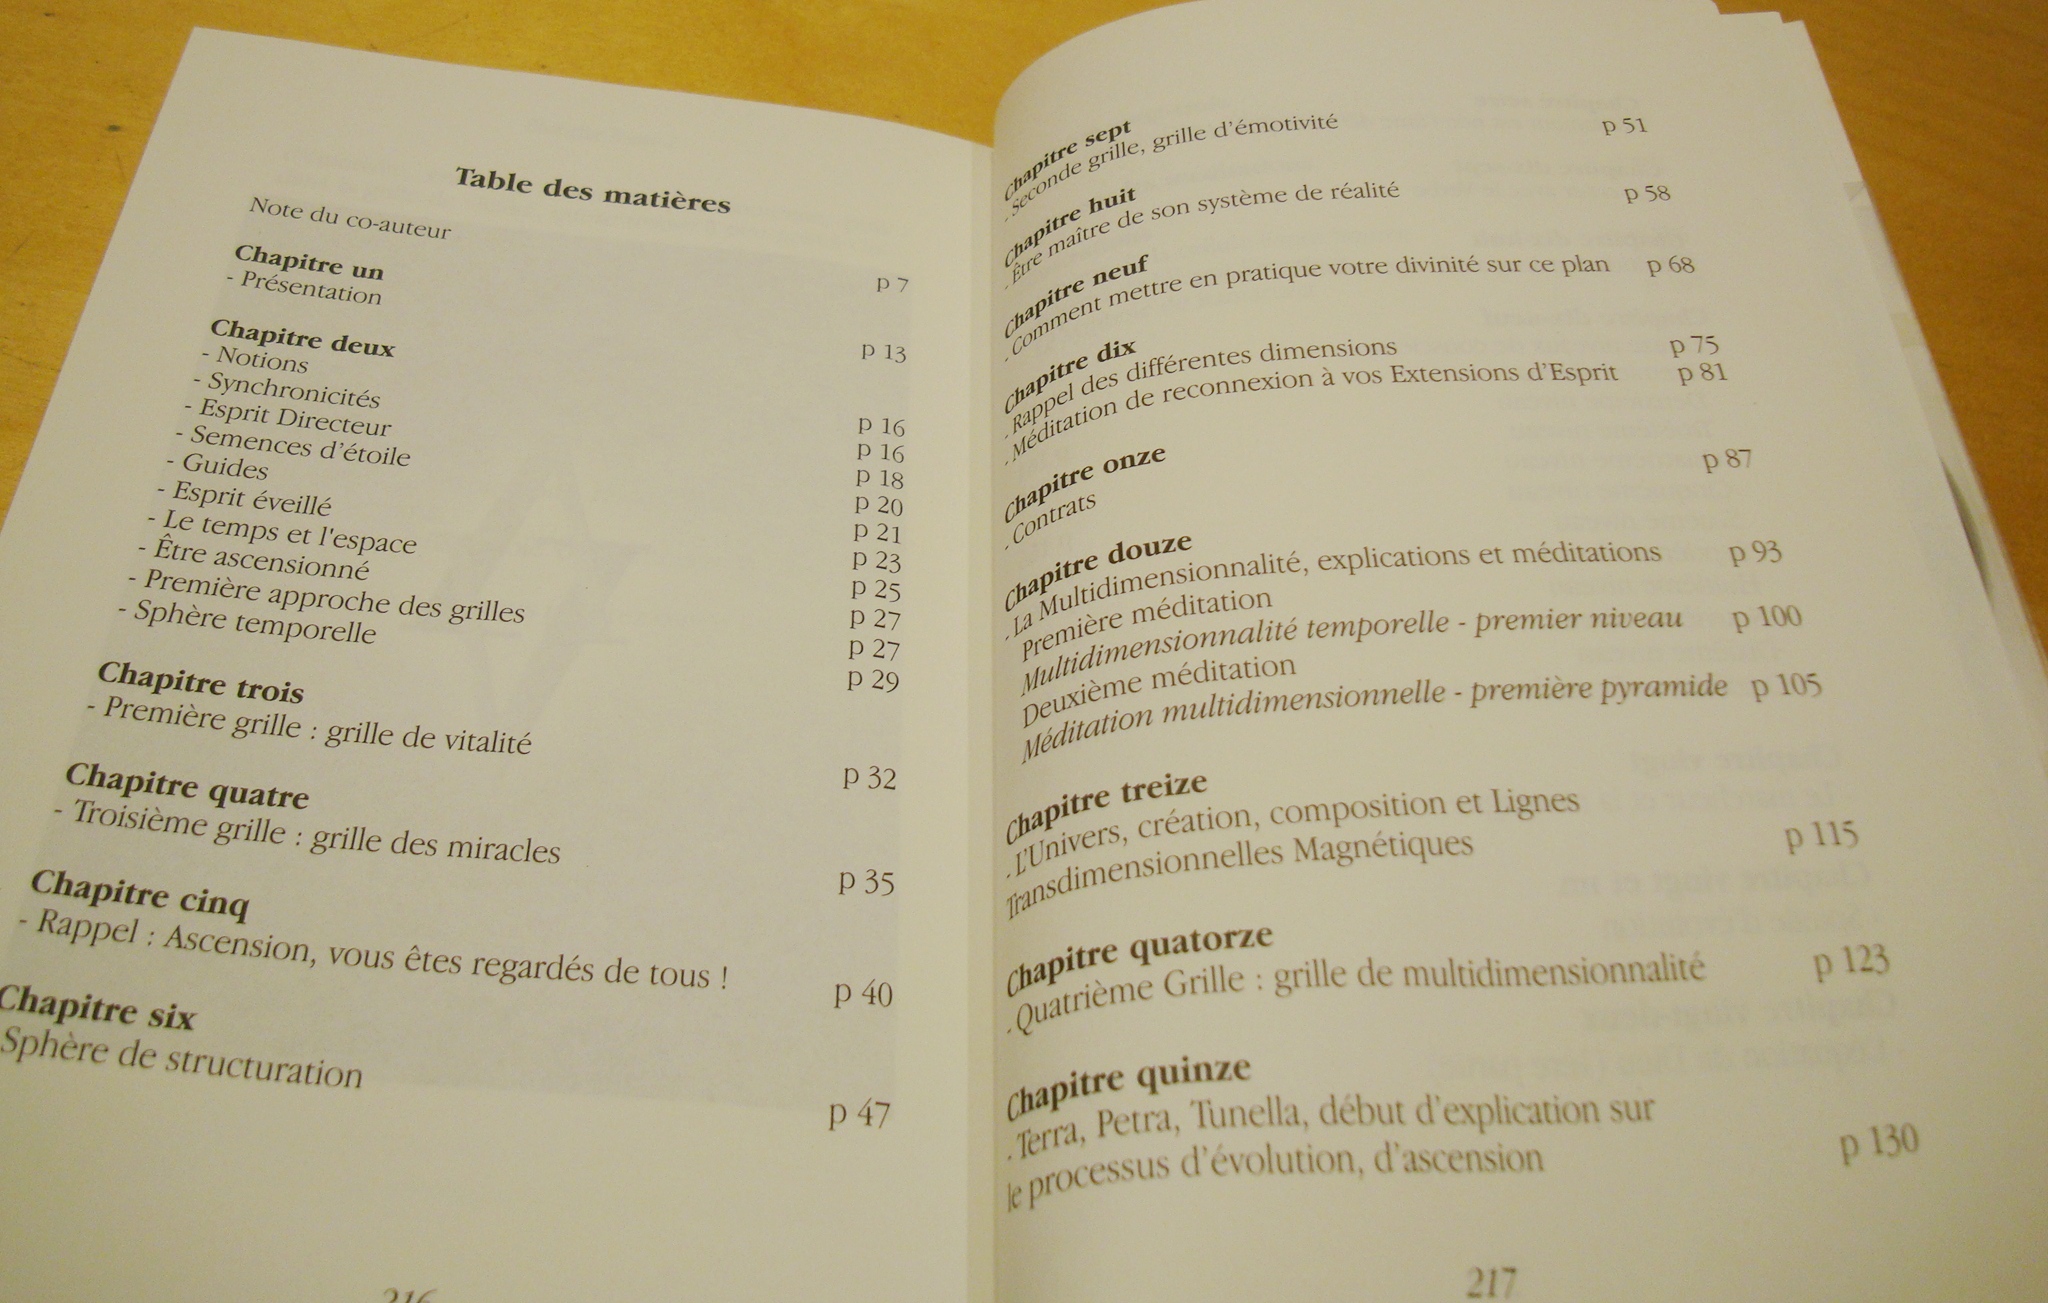 Table des matières
Note du co-auteur p 7
Chapitre un
- Présentation p 13
Chapitre deux
- Notions p 16
- Synchronicités p 16
- Esprit Directeur p 18
- Semences d'étoile p 20
- Guides p 21
- Esprit éveillé p 23
- Le temps et l'espace p 25
- Être ascensionné p 27
- Première approche des grilles p 27
- Sphère temporelle p 29
Chapitre trois
- Première grille : grille de vitalité p 32
Chapitre quatre
- Troisième grille : grille des miracles p 35
Chapitre cinq
- Rappel : Ascension, vous êtes regardés de tous ! p 40
Chapitre six
Sphère de structuration p 47
216
Chapitre sept
- Seconde grille, grille d'émotivité p 51
Chapitre huit
- Être maître de son système de réalité p 58
Chapitre neuf
- Comment mettre en pratique votre divinité sur ce plan p 68
Chapitre dix
- Rappel des différentes dimensions p 75
- Méditation de reconnexion à vos Extensions d'Esprit p 81
Chapitre onze
- Contrats p 87
Chapitre douze
- La Multidimensionnalité, explications et méditations p 93
Première méditation
Multidimensionnalité temporelle - premier niveau p 100
Deuxième méditation
Méditation multidimensionnelle - première pyramide p 105
Chapitre treize
- L'Univers, création, composition et Lignes
Transdimensionnelles Magnétiques p 115
Chapitre quatorze
- Quatrième Grille : grille de multidimensionnalité p 123
Chapitre quinze
- Terra, Petra, Tunella, début d'explication sur
le processus d'évolution, d'ascension p 130
217